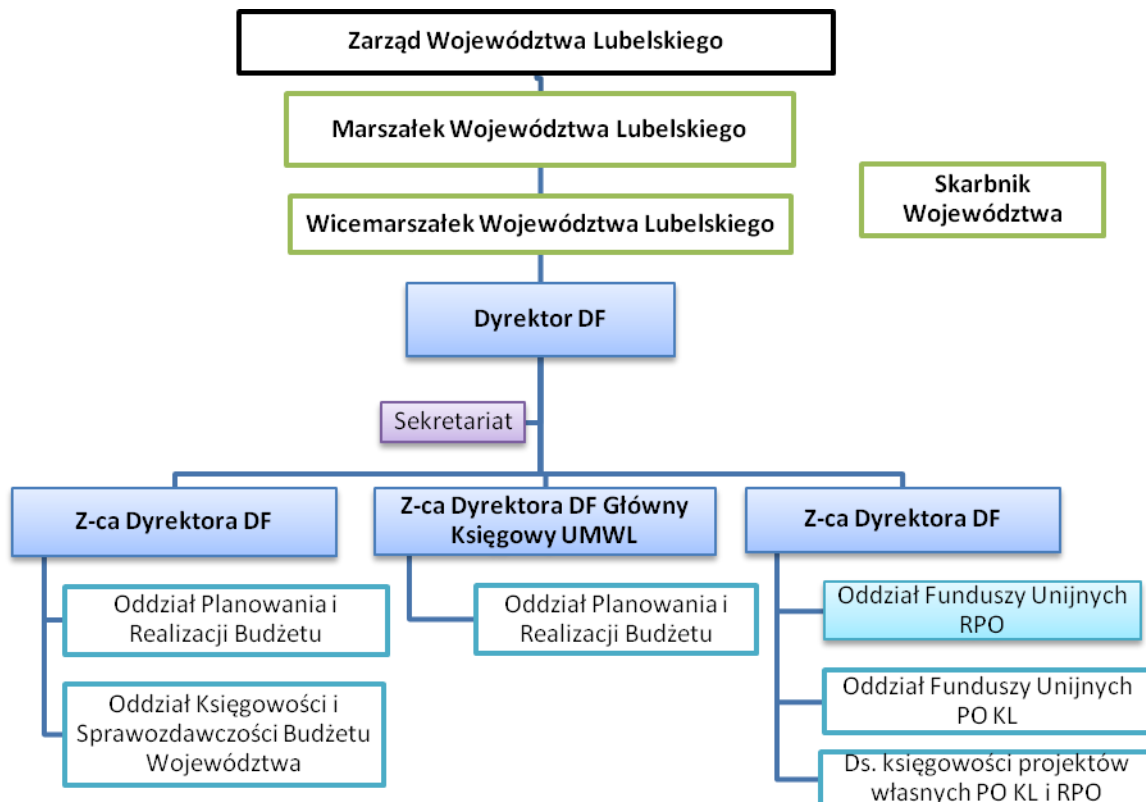 Zarząd Województwa Lubelskiego
Marszałek Województwa Lubelskiego
Skarbnik
Województwa
Wicemarszałek Województwa Lubelskiego
Dyrektor DF
Sekretariat
Z-ca Dyrektora DF
Z-ca Dyrektora DF Główny
Księgowy UMWL
Z-ca Dyrektora DF
Oddział Planowania i
Realizacji Budżetu
Oddział Księgowości i
Sprawozdawczości Budżetu
Województwa
Oddział Planowania i
Realizacji Budżetu
Oddział Funduszy Unijnych
RPO
Oddział Funduszy Unijnych
PO KL
Ds. księgowości projektów
własnych PO KL i RPO